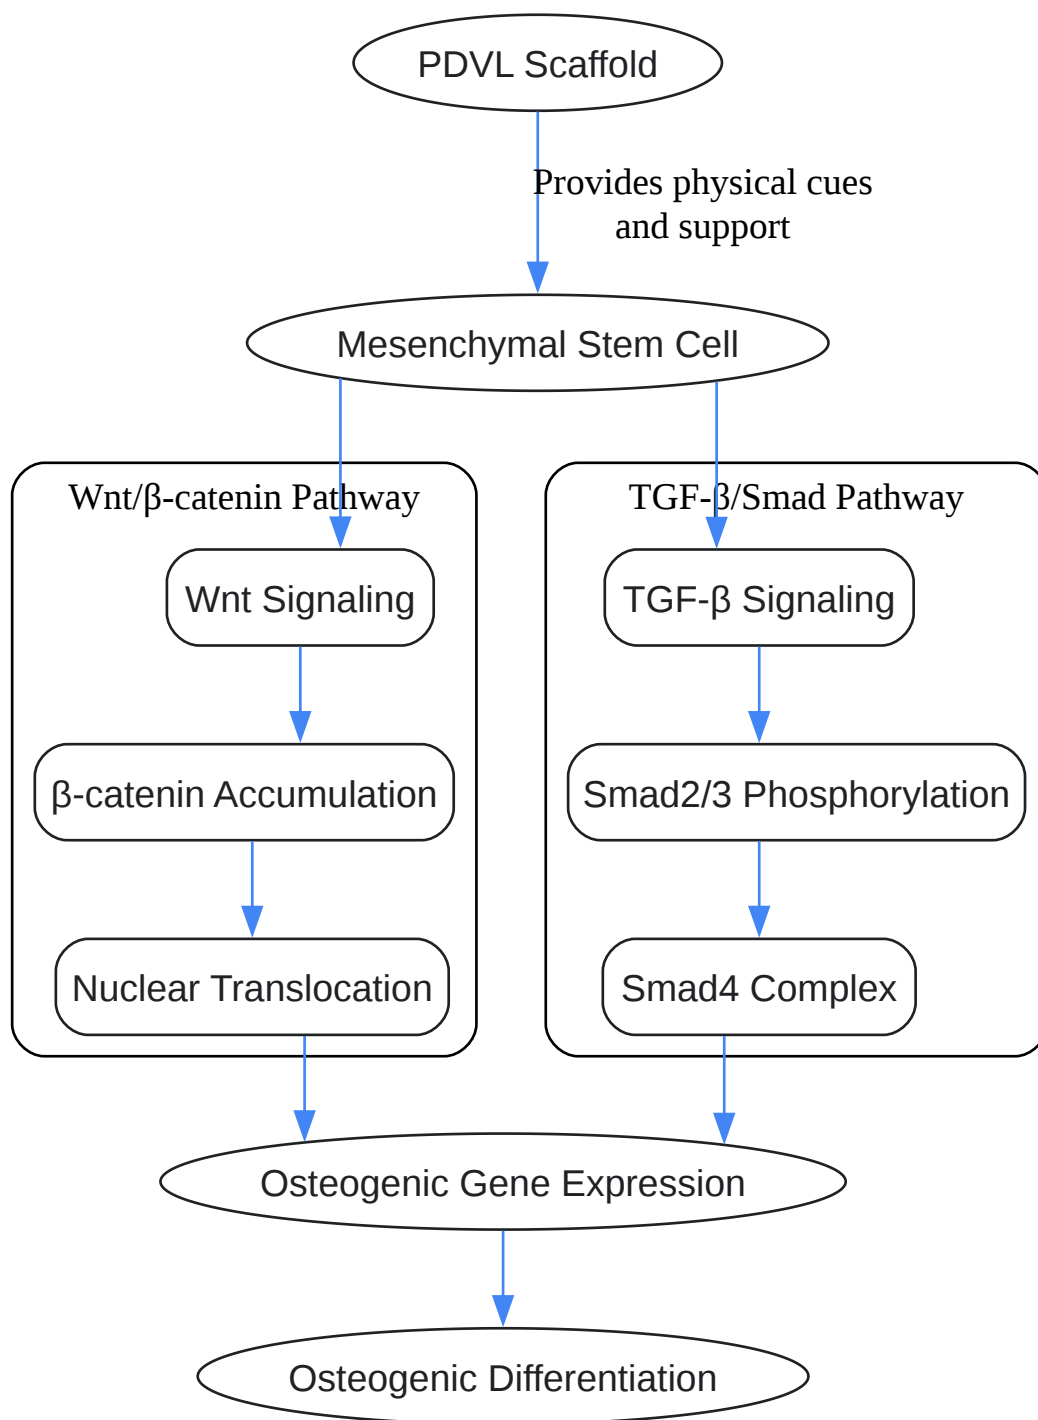 PDVL Scaffold
Provides physical cues
and support
Mesenchymal Stem Cell
Wnt/β-catenin Pathway
TGF-β/Smad Pathway
Wnt Signaling
TGF-β Signaling
β-catenin Accumulation
Smad2/3 Phosphorylation
Nuclear Translocation
Smad4 Complex
Osteogenic Gene Expression
Osteogenic Differentiation